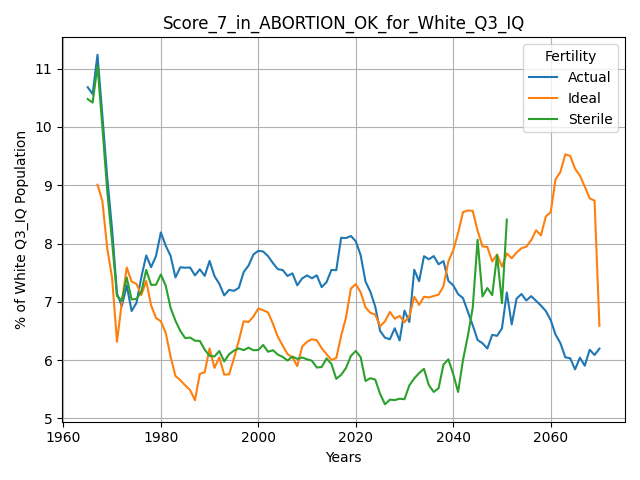 Score_7_in_ABORTION_OK_for_White_Q3_IQ
Fertility
Actual
Ideal
Sterile
% of White Q3_IQ Population
11
10
9
8
7
6
5
1960 1980 2000 2020 2040 2060
Years